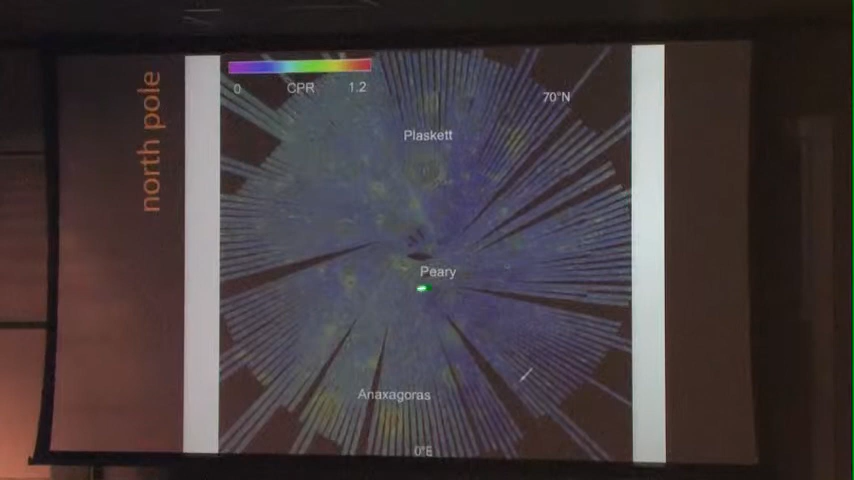 north pole
0 CPR 1.2
70°N
Plaskett
Peary
Anaxagoras
0°E